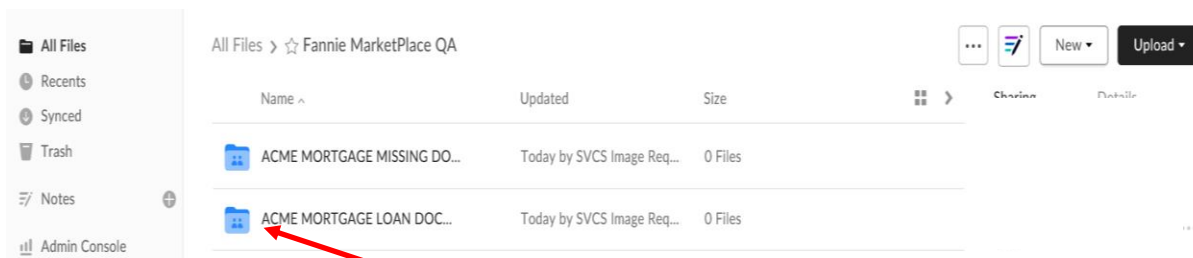 All Files
Recents
Synced
Trash
Notes
Admin Console
All Files > ☆ Fannie MarketPlace QA
New
Upload
Name Updated Size
Sharing Details
ACME MORTGAGE MISSING DO... Today by SVCS Image Req... 0 Files
ACME MORTGAGE LOAN DOC... Today by SVCS Image Req... 0 Files